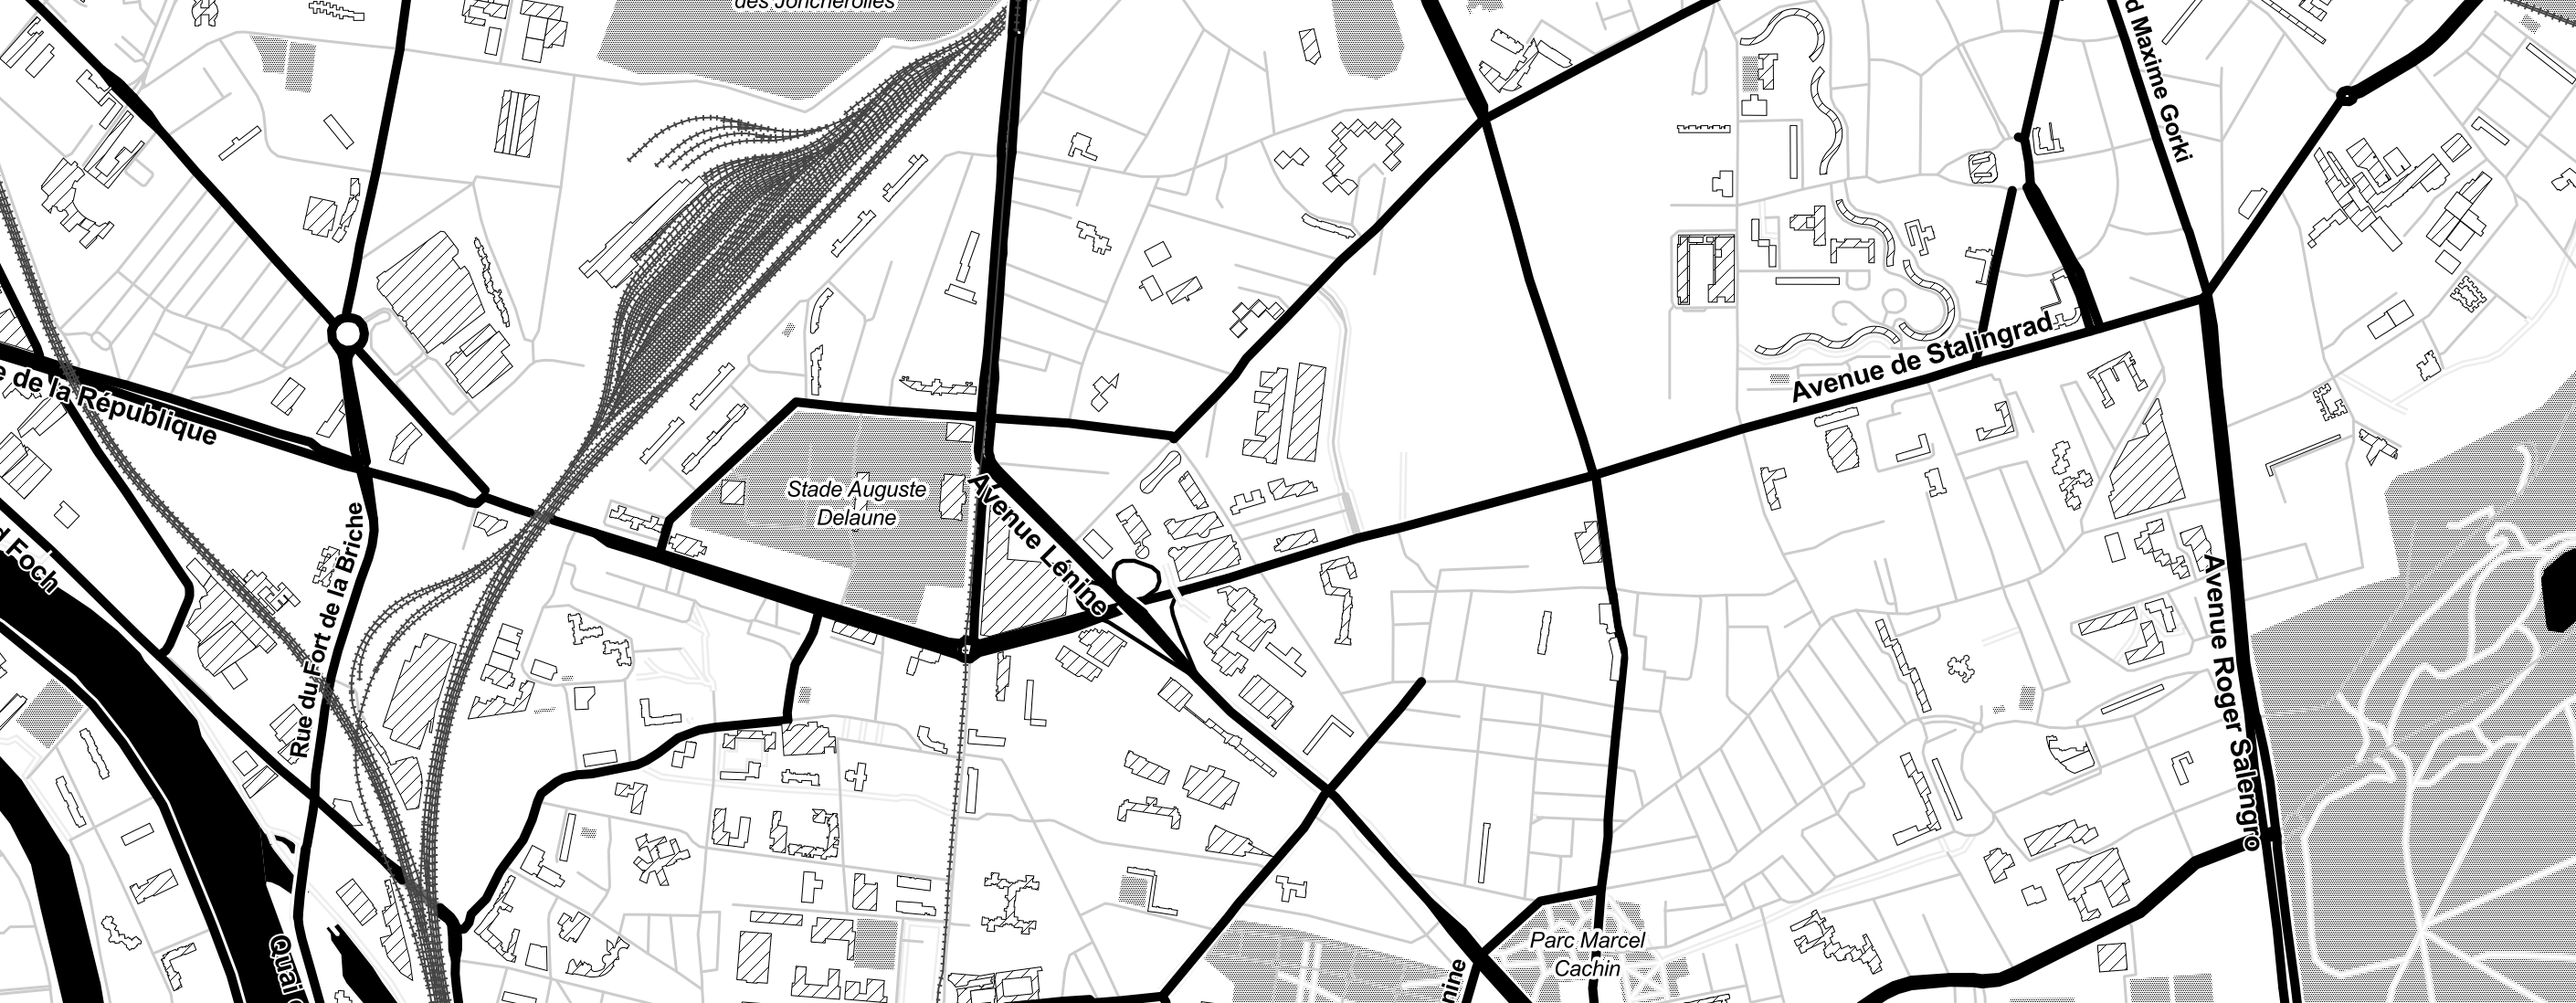 des Joncherolles
d Maxime Gorki
Avenue de Stalingrad
e de la République
Stade Auguste
Delaune
Avenue Lénine
d Foch
Rue du Fort de la Briche
Avenue Roger Salengro
Parc Marcel
Cachin
Quai
nine